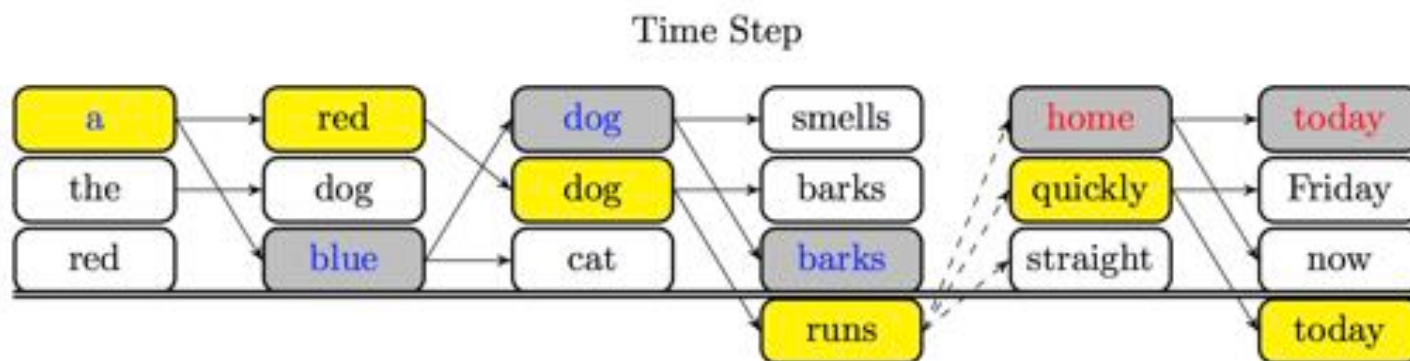 Time Step
a red dog smells home today
the dog dog barks quickly Friday
red blue cat barks straight now
runs today